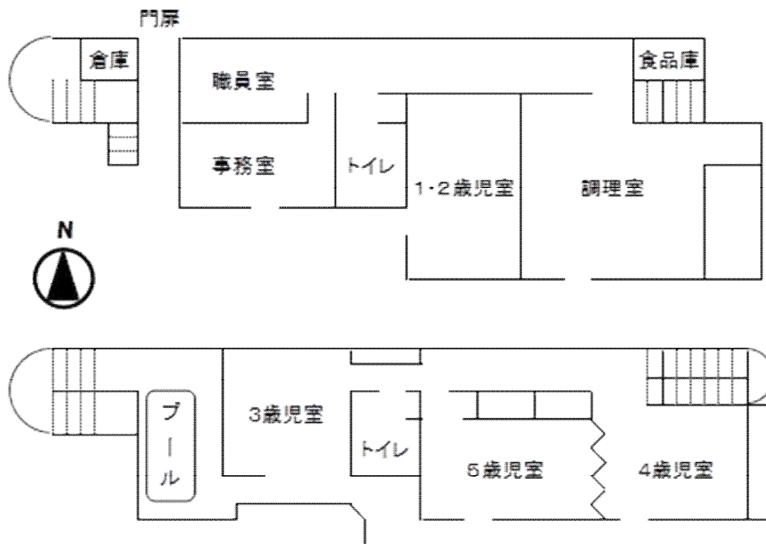 門扉
倉庫
職員室
食品庫
事務室
トイレ
1・2歳児室
調理室
N
プール
3歳児室
トイレ
5歳児室
4歳児室